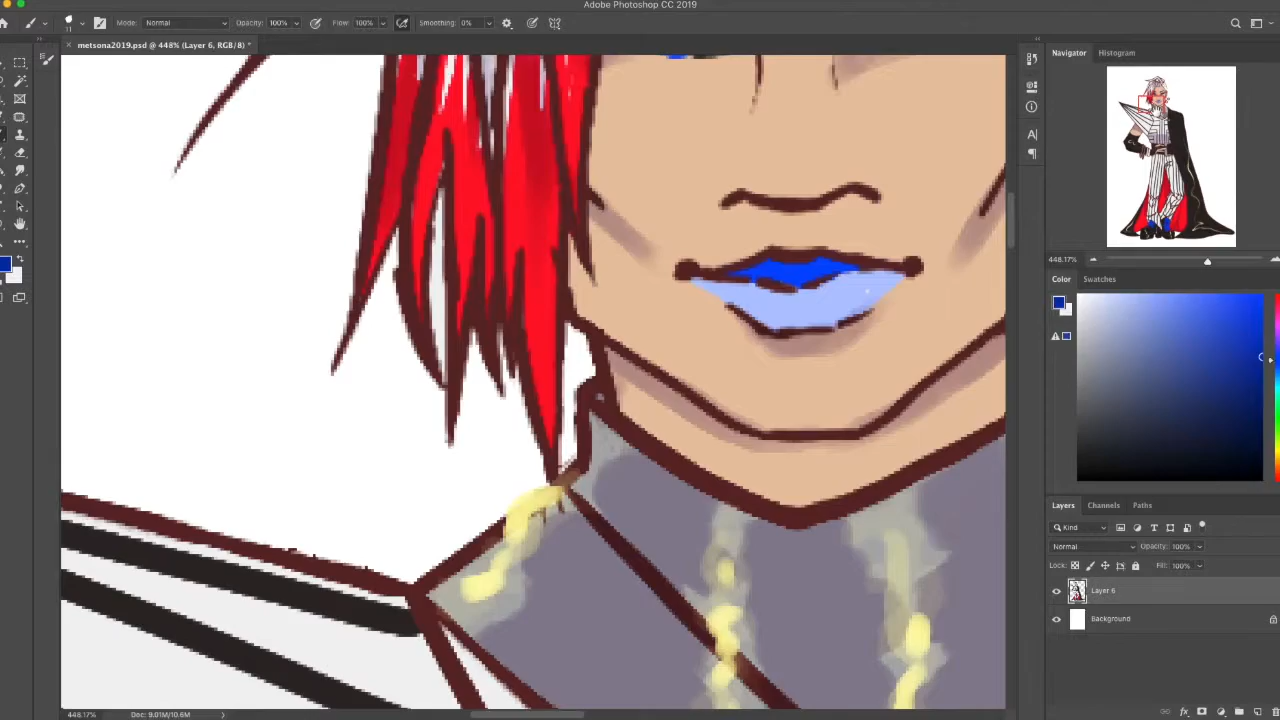 Adobe Photoshop CC 2019
Mode: Normal Opacity: 100% Flow: 100% Smoothing: 0%
× metsona2019.psd @ 448% (Layer 6, RGB/8) *
Navigator Histogram
448.17%
Color Swatches
Layers Channels Paths
Kind
Normal Opacity: 100%
Lock: Fill: 100%
Layer 6
Background
448.17% Doc: 9.01M/10.6M